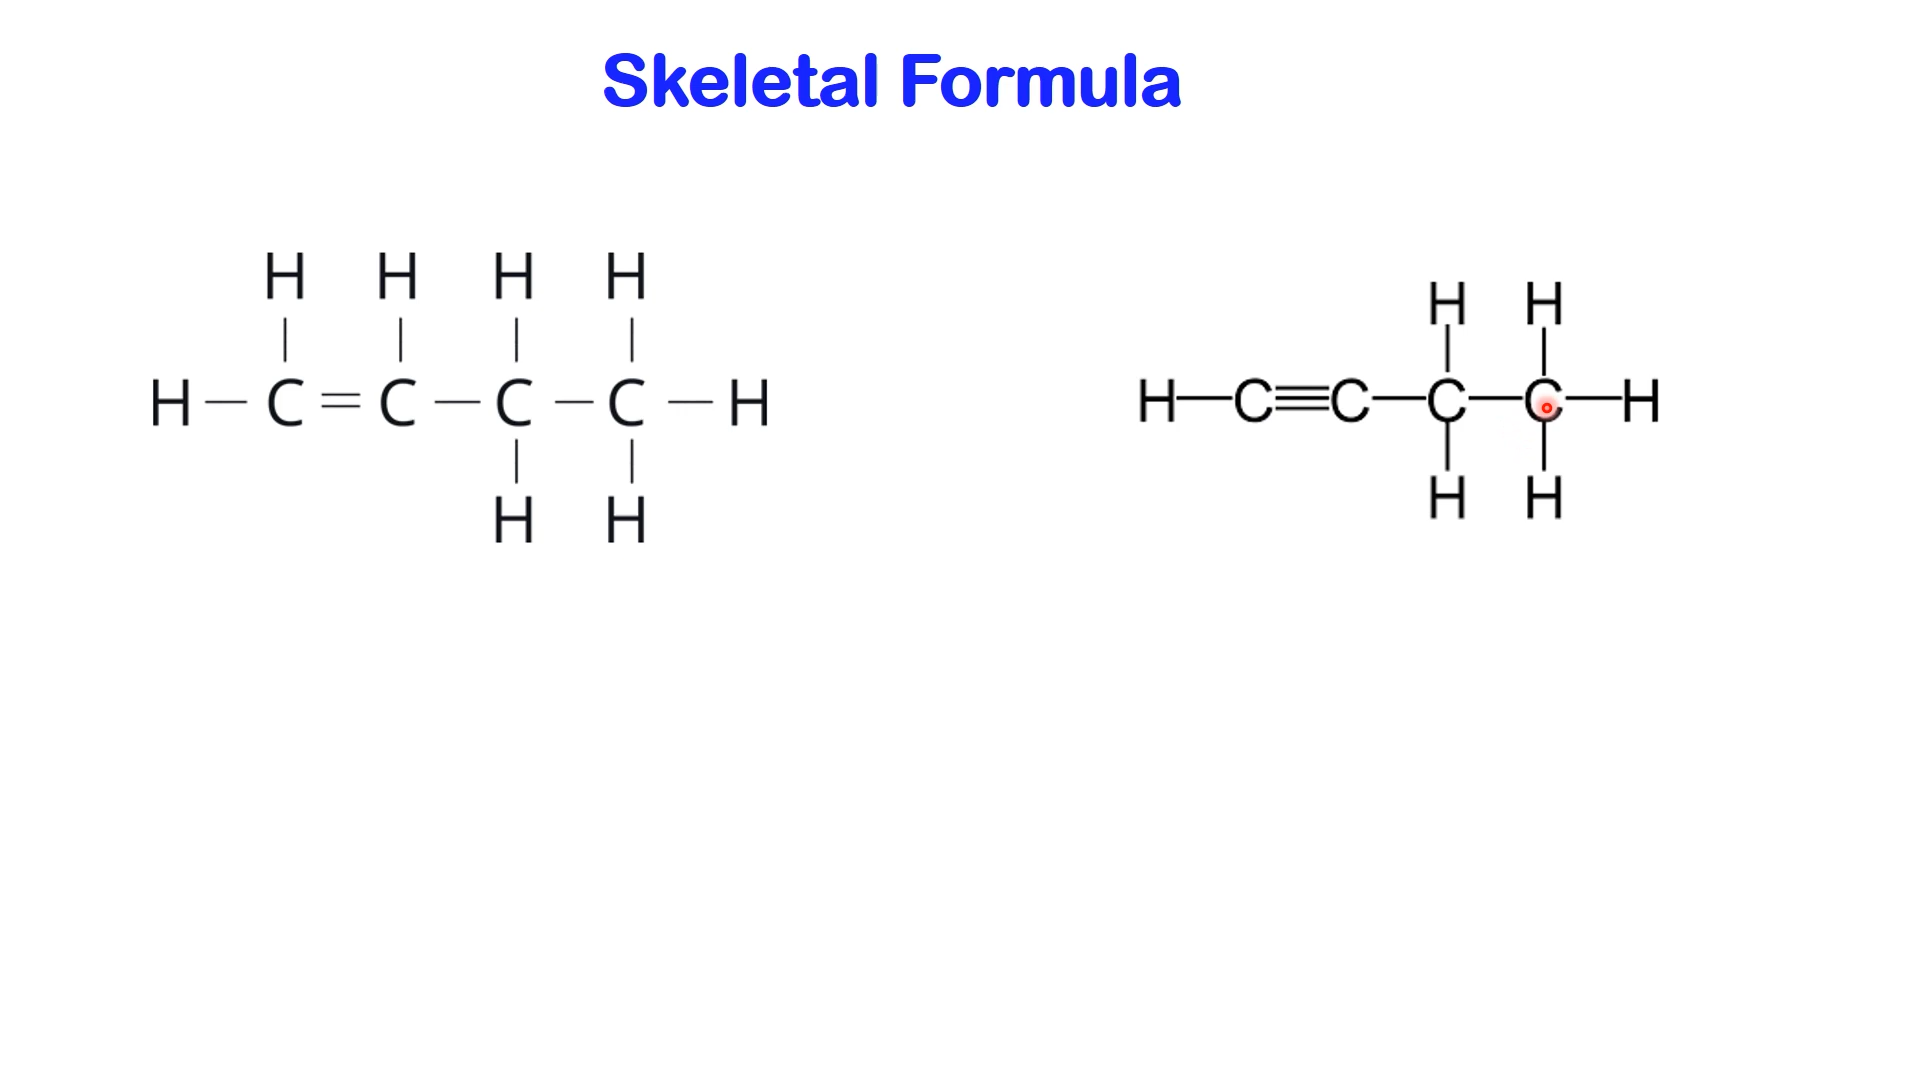 Skeletal Formula
H H H H
H H
H — C = C — C — C — H
H—C≡C—C—C—H
H H
H H